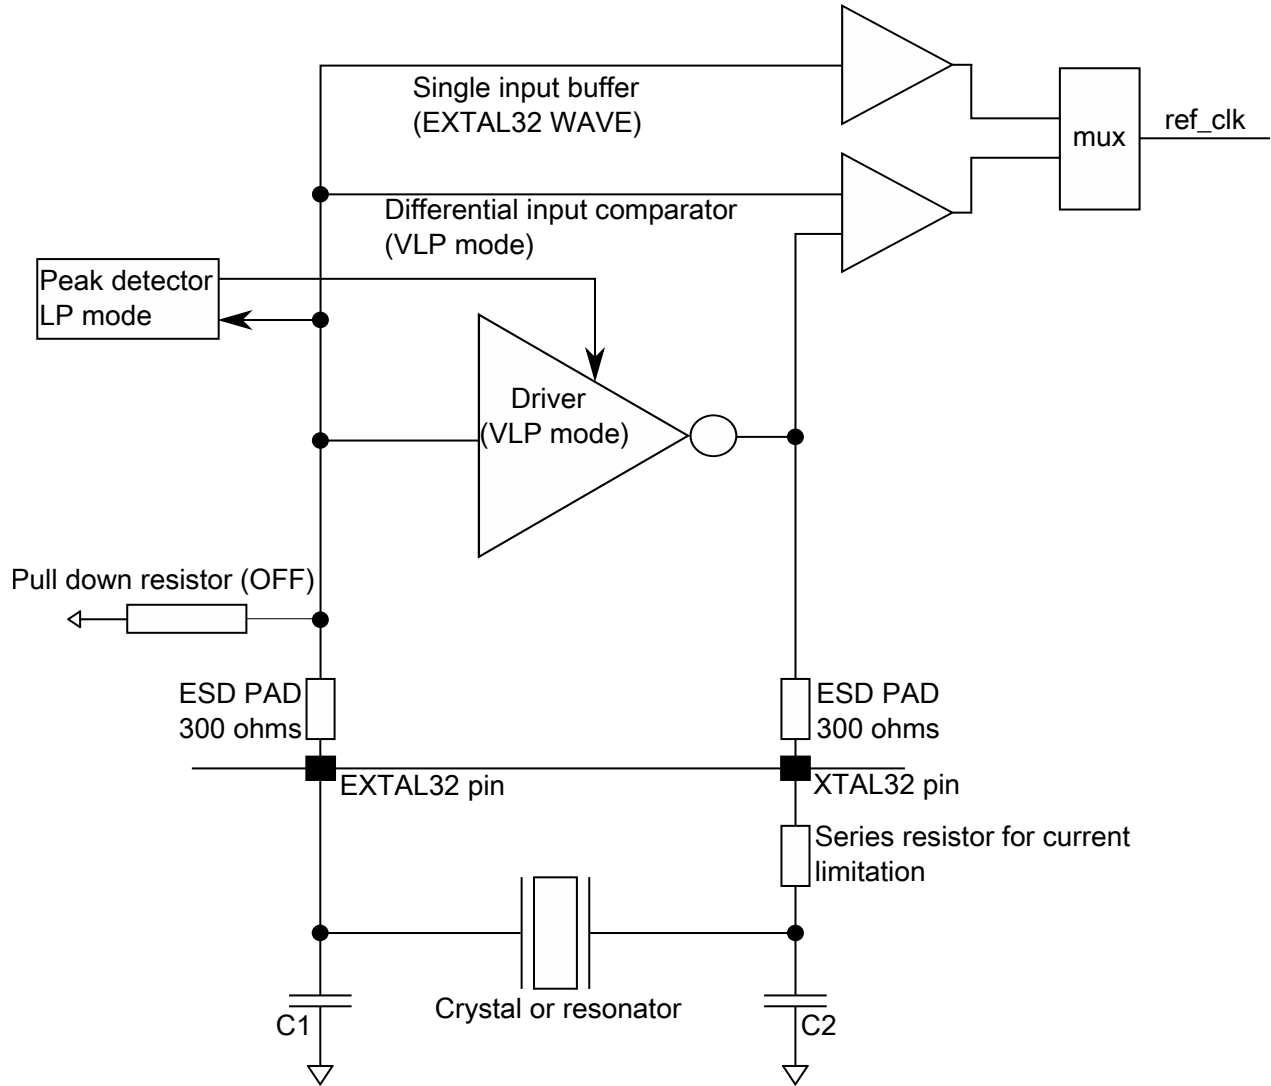 Single input buffer
(EXTAL32 WAVE)
ref_clk
mux
Differential input comparator
(VLP mode)
Peak detector
LP mode
Driver
(VLP mode)
Pull down resistor (OFF)
ESD PAD
300 ohms
ESD PAD
300 ohms
EXTAL32 pin
XTAL32 pin
Series resistor for current
limitation
Crystal or resonator
C1
C2